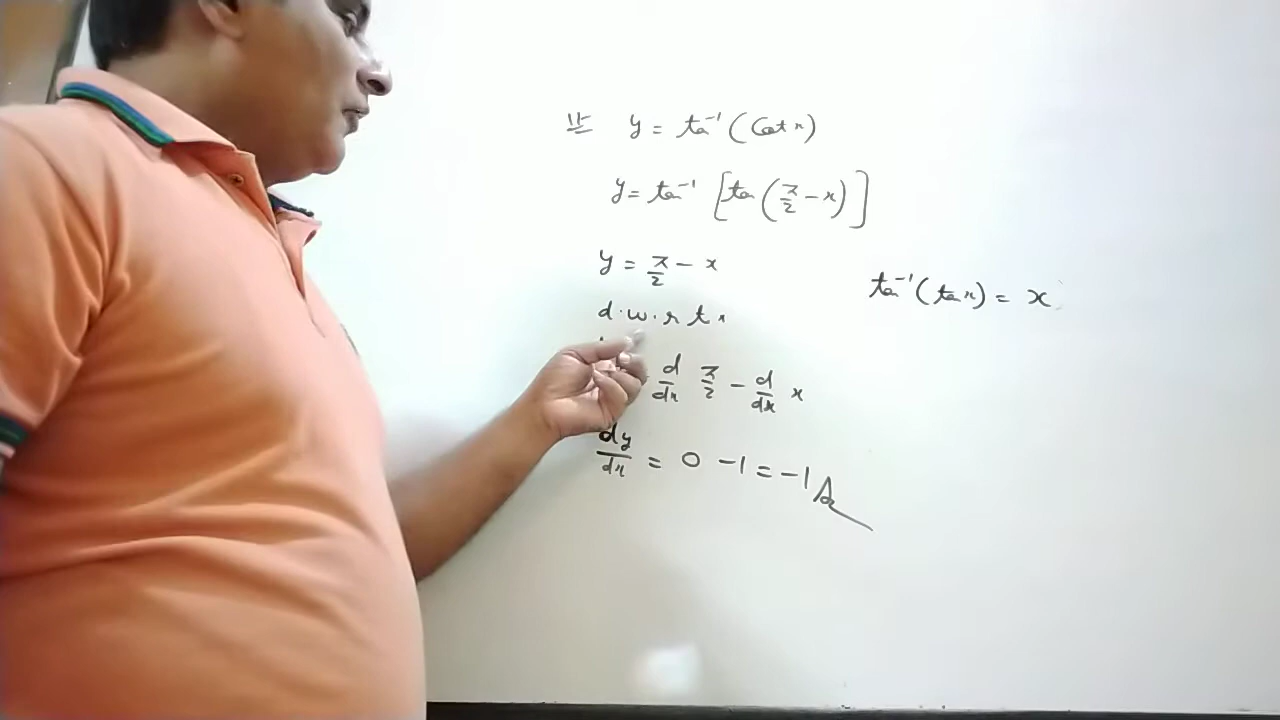 11- y = tan⁻¹ (Cot x)
y = tan⁻¹ [tan (π/2 - x)]
y = π/2 - x
tan⁻¹ (tan x) = x
d.w.r t x
d/dx π/2 - d/dx x
dy/dx = 0 - 1 = -1